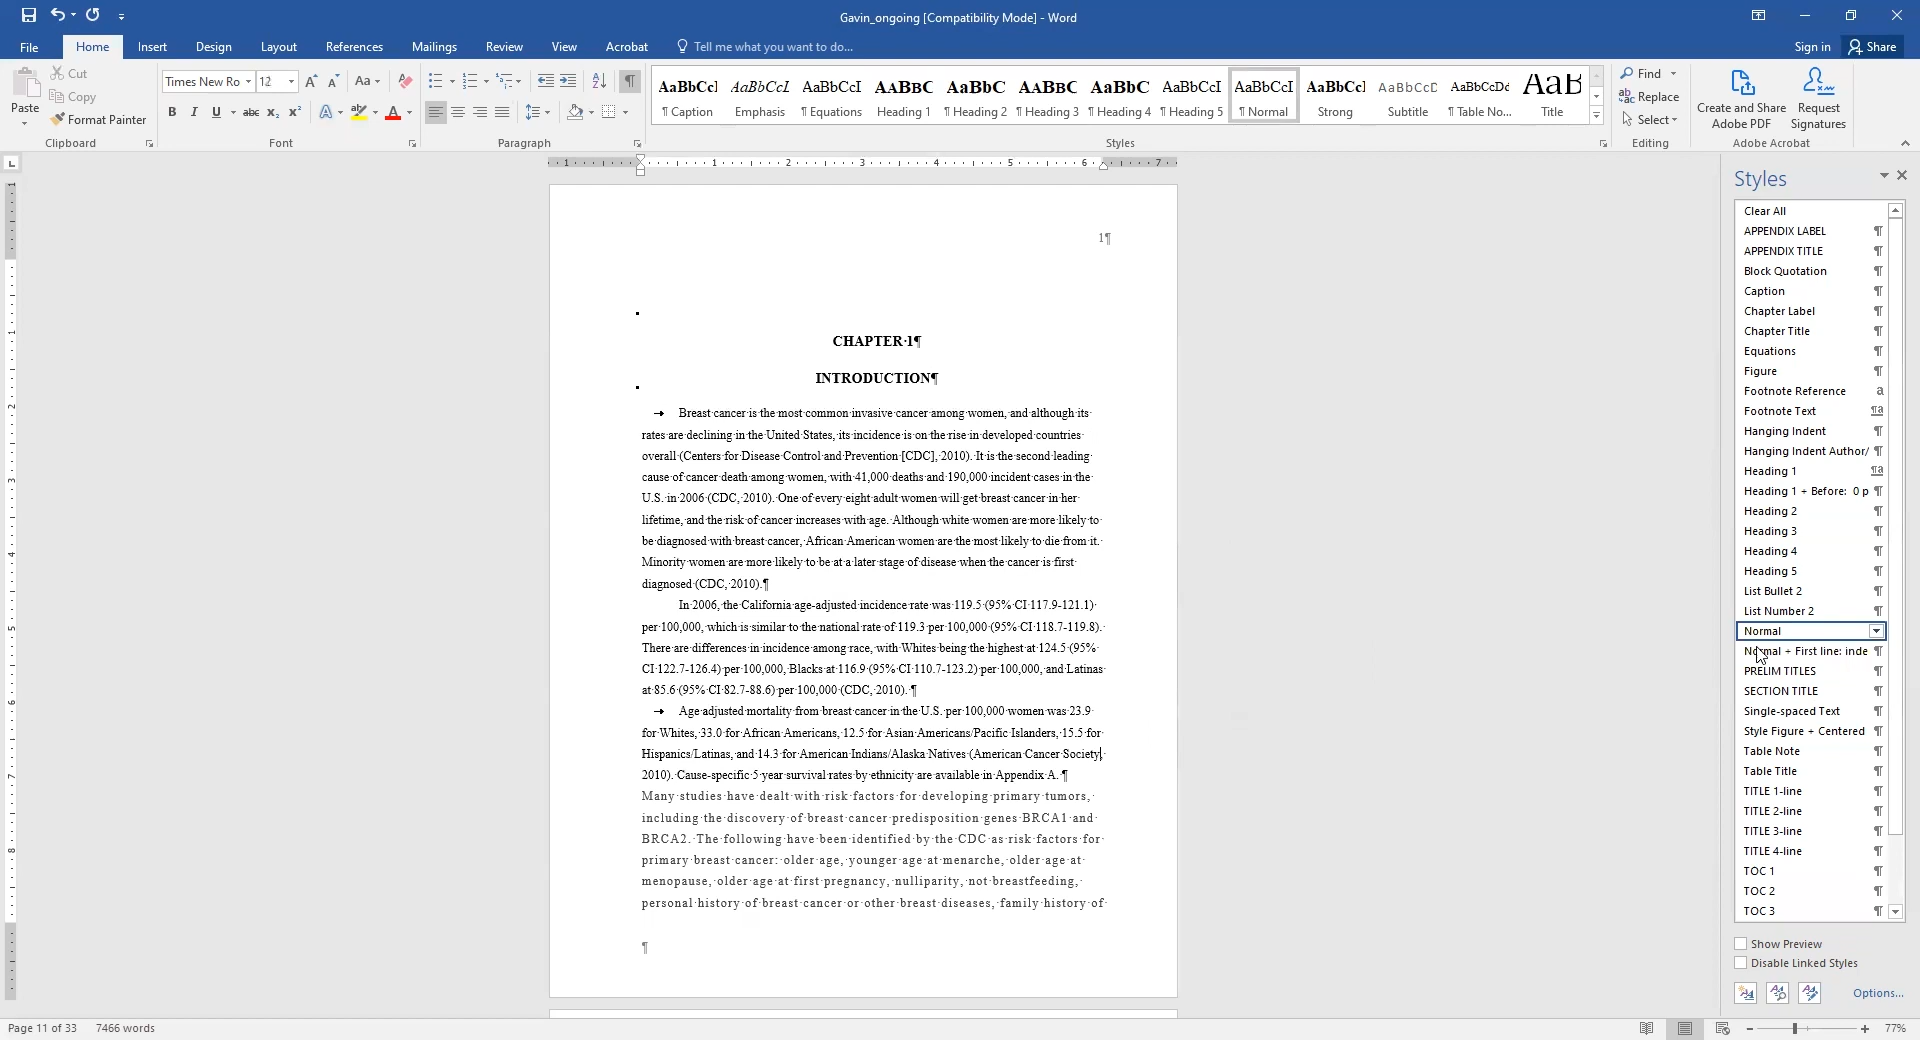 Gavin_ongoing [Compatibility Mode] - Word
File Home Insert Design Layout References Mailings Review View Acrobat Tell me what you want to do... Sign in Share
Paste
Cut
Copy
Format Painter
Clipboard
Times New Ro 12
Font
Paragraph
AaBbCcI AaBbCcL AaBbCcI AABBC AaBbC AABBC AaBbC AaBbCcI AaBbCcI AaBbCcI AaBbCcD AaBbCcDd AaB
¶ Caption Emphasis ¶ Equations Heading 1 ¶ Heading 2 ¶ Heading 3 ¶ Heading 4 ¶ Heading 5 ¶ Normal Strong Subtitle ¶ Table No... Title
Styles
Find
Replace
Select
Editing
Create and Share Adobe PDF
Request Signatures
Adobe Acrobat
1 1 2 3 4 5 6 7
1¶
CHAPTER·1¶
INTRODUCTION¶
Breast·cancer·is·the·most·common·invasive·cancer·among·women,·and·although·its·
rates·are·declining·in·the·United·States,·its·incidence·is·on·the·rise·in·developed·countries·
overall·(Centers·for·Disease·Control·and·Prevention·[CDC],·2010).·It·is·the·second·leading·
cause·of·cancer·death·among·women,·with·41,000·deaths·and·190,000·incident·cases·in·the·
U.S.·in·2006·(CDC,·2010).·One·of·every·eight·adult·women·will·get·breast·cancer·in·her·
lifetime,·and·the·risk·of·cancer·increases·with·age.·Although·white·women·are·more·likely·to·
be·diagnosed·with·breast·cancer,·African·American·women·are·the·most·likely·to·die·from·it.·
Minority·women·are·more·likely·to·be·at·a·later·stage·of·disease·when·the·cancer·is·first·
diagnosed·(CDC,·2010).¶
In·2006,·the·California·age-adjusted·incidence·rate·was·119.5·(95%·CI·117.9-121.1)·
per·100,000,·which·is·similar·to·the·national·rate·of·119.3·per·100,000·(95%·CI·118.7-119.8).·
There·are·differences·in·incidence·among·race,·with·Whites·being·the·highest·at·124.5·(95%·
CI·122.7-126.4)·per·100,000,·Blacks·at·116.9·(95%·CI·110.7-123.2)·per·100,000,·and·Latinas·
at·85.6·(95%·CI·82.7-88.6)·per·100,000·(CDC,·2010).·¶
Age·adjusted·mortality·from·breast·cancer·in·the·U.S.·per·100,000·women·was·23.9·
for·Whites,·33.0·for·African·Americans,·12.5·for·Asian·Americans/Pacific·Islanders,·15.5·for·
Hispanics/Latinas,·and·14.3·for·American·Indians/Alaska·Natives·(American·Cancer·Society,·
2010).·Cause-specific·5·year·survival·rates·by·ethnicity·are·available·in·Appendix·A.·¶
Many·studies·have·dealt·with·risk·factors·for·developing·primary·tumors,·
including·the·discovery·of·breast·cancer·predisposition·genes·BRCA1·and·
BRCA2.·The·following·have·been·identified·by·the·CDC·as·risk·factors·for·
primary·breast·cancer:·older·age,·younger·age·at·menarche,·older·age·at·
menopause,·older·age·at·first·pregnancy,·nulliparity,·not·breastfeeding,·
personal·history·of·breast·cancer·or·other·breast·diseases,·family·history·of·
¶
Styles
Clear All
APPENDIX LABEL ¶
APPENDIX TITLE ¶
Block Quotation ¶
Caption ¶
Chapter Label ¶
Chapter Title ¶
Equations ¶
Figure ¶
Footnote Reference a
Footnote Text ¶a
Hanging Indent ¶
Hanging Indent Author/ ¶
Heading 1 ¶a
Heading 1 + Before: 0 p ¶
Heading 2 ¶
Heading 3 ¶
Heading 4 ¶
Heading 5 ¶
List Bullet 2 ¶
List Number 2 ¶
Normal
Normal + First line: inde ¶
PRELIM TITLES ¶
SECTION TITLE ¶
Single-spaced Text ¶
Style Figure + Centered ¶
Table Note ¶
Table Title ¶
TITLE 1-line ¶
TITLE 2-line ¶
TITLE 3-line ¶
TITLE 4-line ¶
TOC 1 ¶
TOC 2 ¶
TOC 3 ¶
Show Preview
Disable Linked Styles
Options...
Page 11 of 33 7466 words 77%